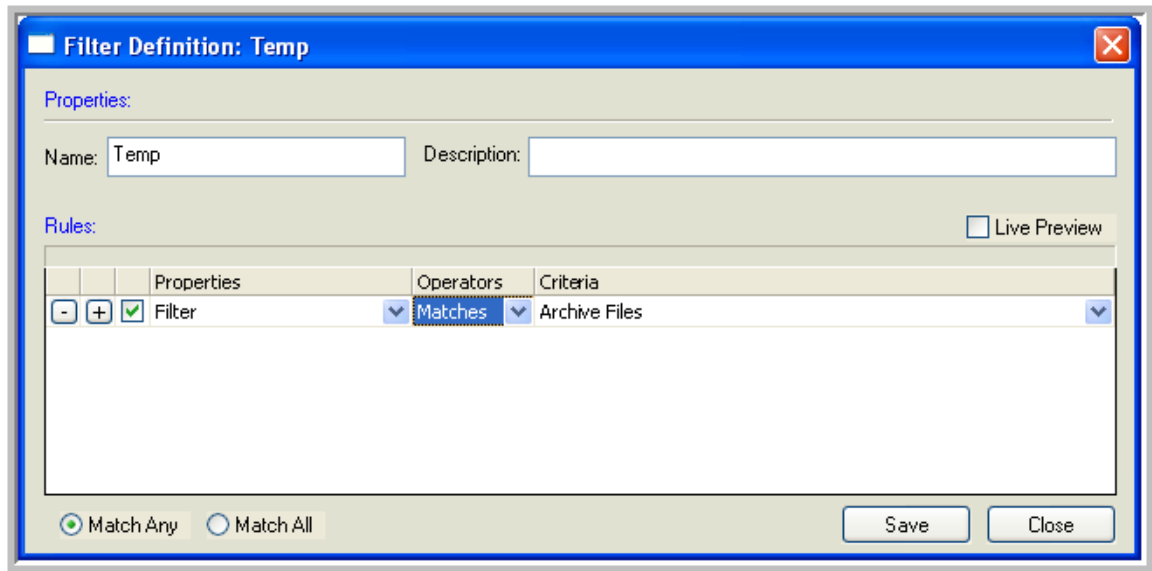 Filter Definition: Temp
Properties:
Name: Temp Description:
Rules: Live Preview
Properties Operators Criteria
- + Filter Matches Archive Files
Match Any Match All Save Close